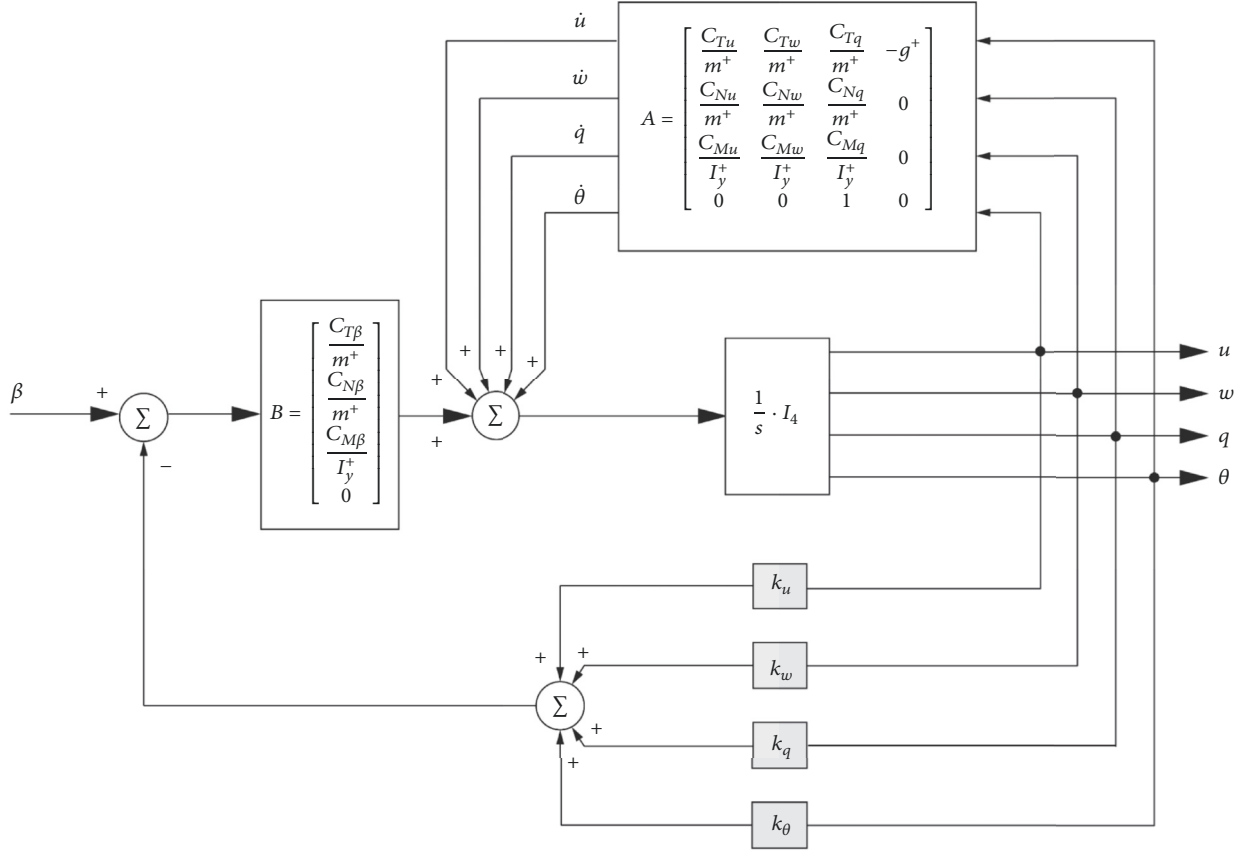 u̇
ẇ
q̇
θ̇
A = [ C_Tu/m⁺ C_Tw/m⁺ C_Tq/m⁺ −g⁺
C_Nu/m⁺ C_Nw/m⁺ C_Nq/m⁺ 0
C_Mu/I_y⁺ C_Mw/I_y⁺ C_Mq/I_y⁺ 0
0 0 1 0 ]
+ + + +
β
+
Σ
−
B = [ C_Tβ/m⁺
C_Nβ/m⁺
C_Mβ/I_y⁺
0 ]
+
Σ
1/s · I₄
u
w
q
θ
k_u
k_w
k_q
k_θ
+ +
Σ
+
+